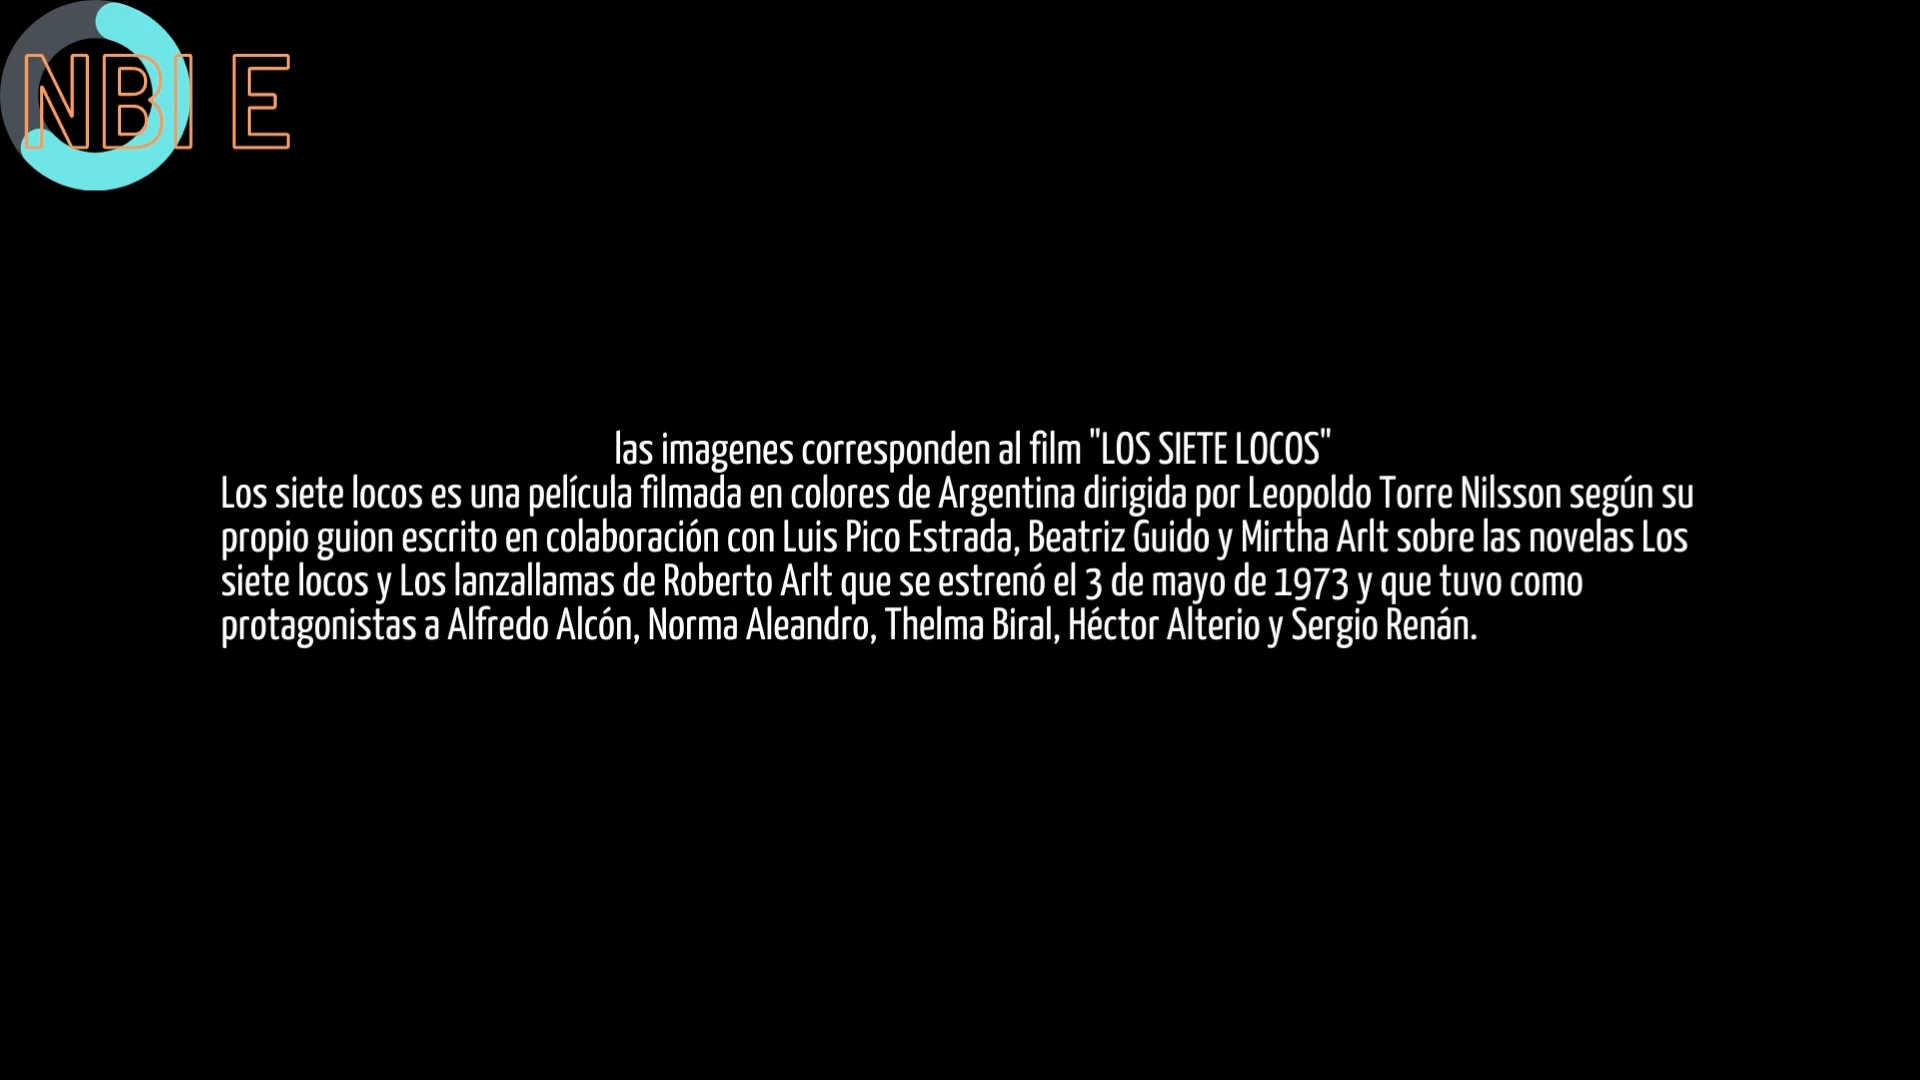 NBI E
las imagenes corresponden al film "LOS SIETE LOCOS"
Los siete locos es una película filmada en colores de Argentina dirigida por Leopoldo Torre Nilsson según su
propio guion escrito en colaboración con Luis Pico Estrada, Beatriz Guido y Mirtha Arlt sobre las novelas Los
siete locos y Los lanzallamas de Roberto Arlt que se estrenó el 3 de mayo de 1973 y que tuvo como
protagonistas a Alfredo Alcón, Norma Aleandro, Thelma Biral, Héctor Alterio y Sergio Renán.